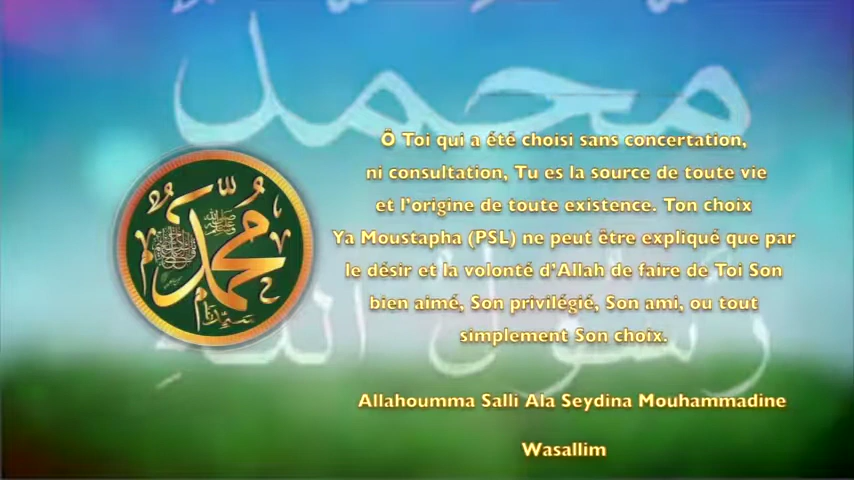 محمد
رسول الله
محمد
Ô Toi qui a été choisi sans concertation,
ni consultation, Tu es la source de toute vie
et l'origine de toute existence. Ton choix
Ya Moustapha (PSL) ne peut être expliqué que par
le désir et la volonté d'Allah de faire de Toi Son
bien aimé, Son privilégié, Son ami, ou tout
simplement Son choix.
Allahoumma Salli Ala Seydina Mouhammadine
Wasallim